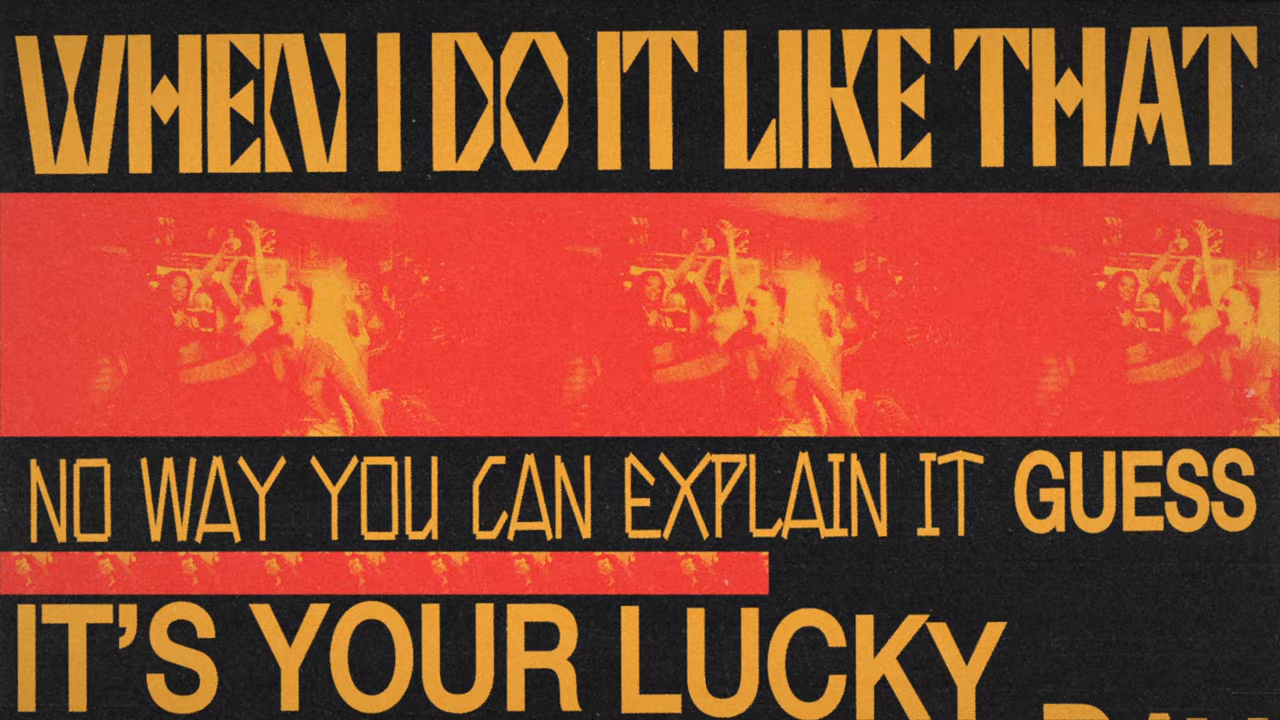 WHEN I DO IT LIKE THAT
NO WAY YOU CAN EXPLAIN IT GUESS
IT'S YOUR LUCKY